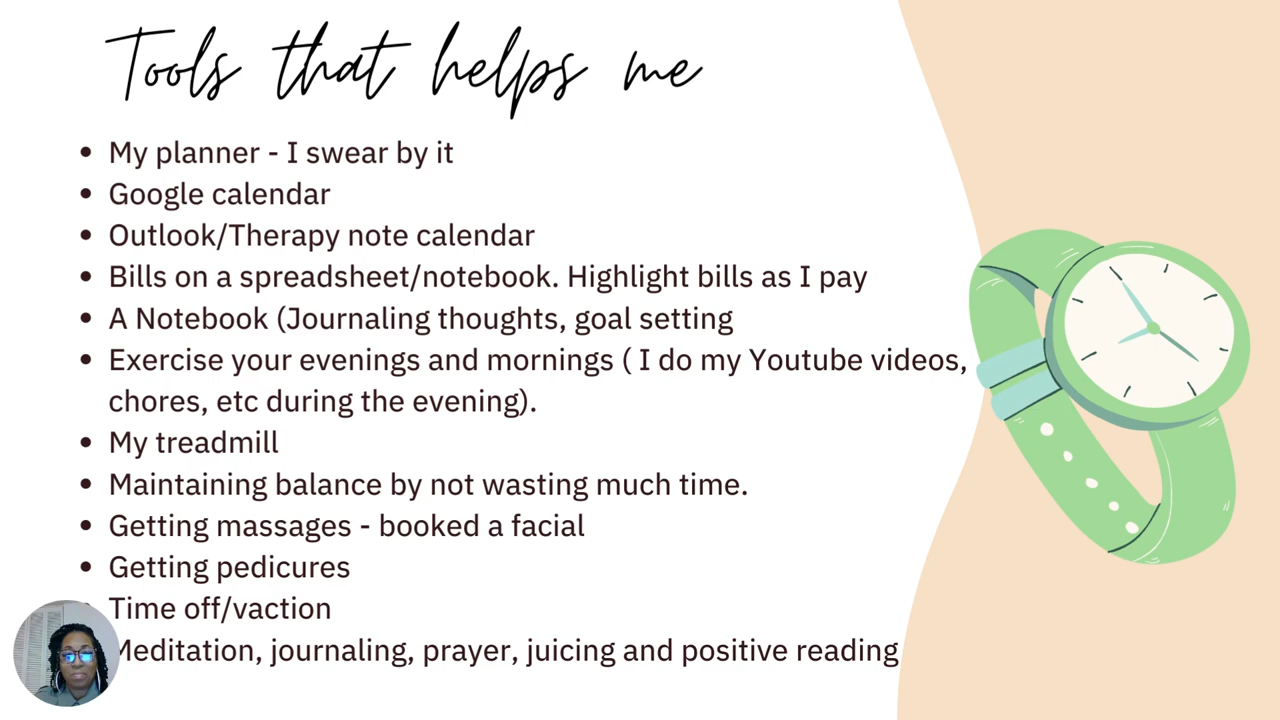 Tools that helps me
• My planner - I swear by it
• Google calendar
• Outlook/Therapy note calendar
• Bills on a spreadsheet/notebook. Highlight bills as I pay
• A Notebook (Journaling thoughts, goal setting
• Exercise your evenings and mornings ( I do my Youtube videos,
chores, etc during the evening).
• My treadmill
• Maintaining balance by not wasting much time.
• Getting massages - booked a facial
• Getting pedicures
Time off/vaction
Meditation, journaling, prayer, juicing and positive reading